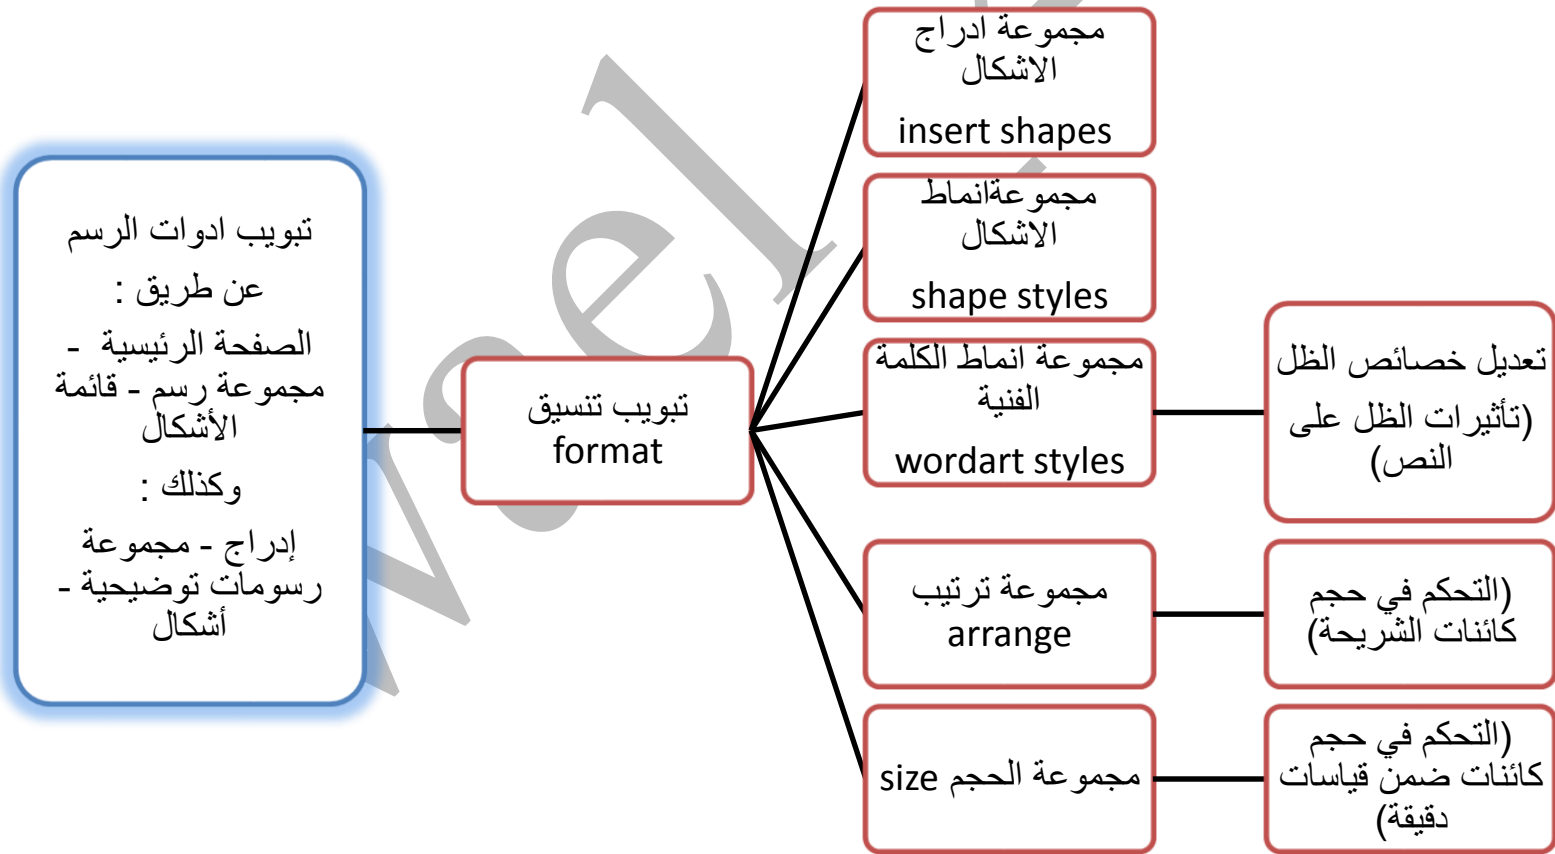 تبويب ادوات الرسم
عن طريق :
الصفحة الرئيسية -
مجموعة رسم - قائمة
الأشكال
وكذلك :
إدراج - مجموعة
رسومات توضيحية -
أشكال
تبويب تنسيق
format
مجموعة ادراج
الاشكال
insert shapes
مجموعةانماط
الاشكال
shape styles
مجموعة انماط الكلمة
الفنية
wordart styles
تعديل خصائص الظل
(تأثيرات الظل على
النص)
مجموعة ترتيب
arrange
(التحكم في حجم
كائنات الشريحة)
مجموعة الحجم size
(التحكم في حجم
كائنات ضمن قياسات
دقيقة)